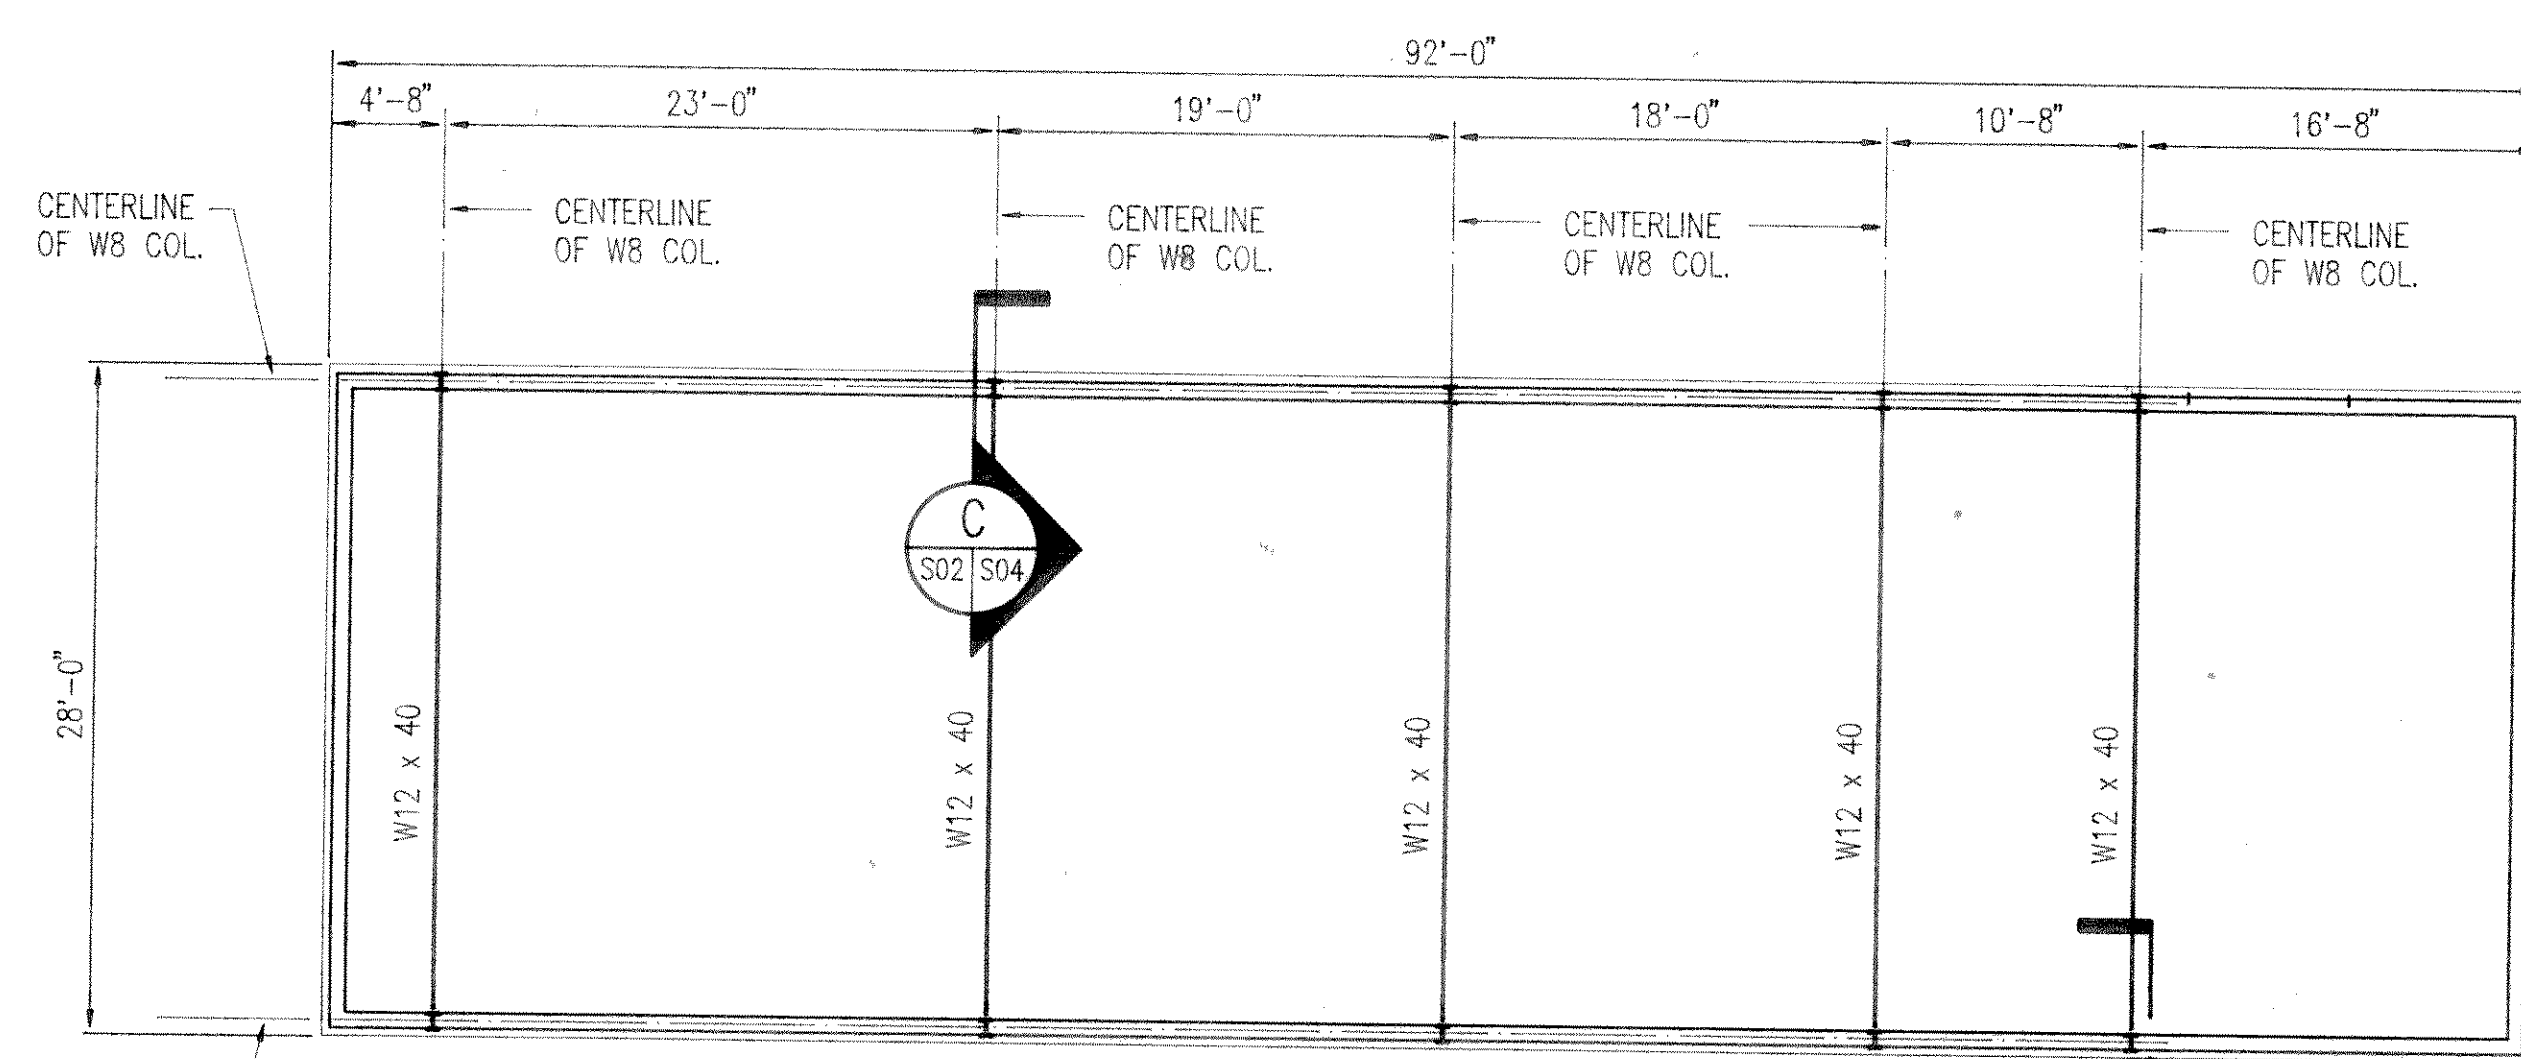 92'-0"
4'-8"
23'-0"
19'-0"
18'-0"
10'-8"
16'-8"
CENTERLINE
OF W8 COL.
CENTERLINE
OF W8 COL.
CENTERLINE
OF W8 COL.
CENTERLINE
OF W8 COL.
CENTERLINE
OF W8 COL.
C
S02 S04
28'-0"
W12 x 40
W12 x 40
W12 x 40
W12 x 40
W12 x 40